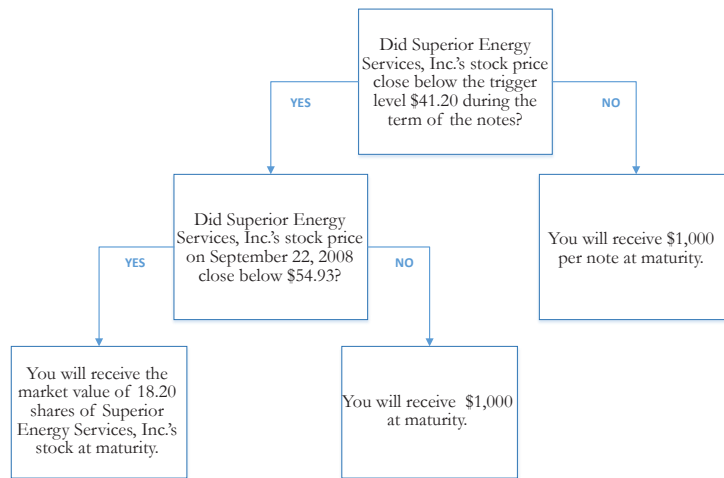 Did Superior Energy
Services, Inc.'s stock price
close below the trigger
level $41.20 during the
term of the notes?
YES
NO
Did Superior Energy
Services, Inc.'s stock price
on September 22, 2008
close below $54.93?
You will receive $1,000
per note at maturity.
YES
NO
You will receive the
market value of 18.20
shares of Superior
Energy Services, Inc.'s
stock at maturity.
You will receive $1,000
at maturity.